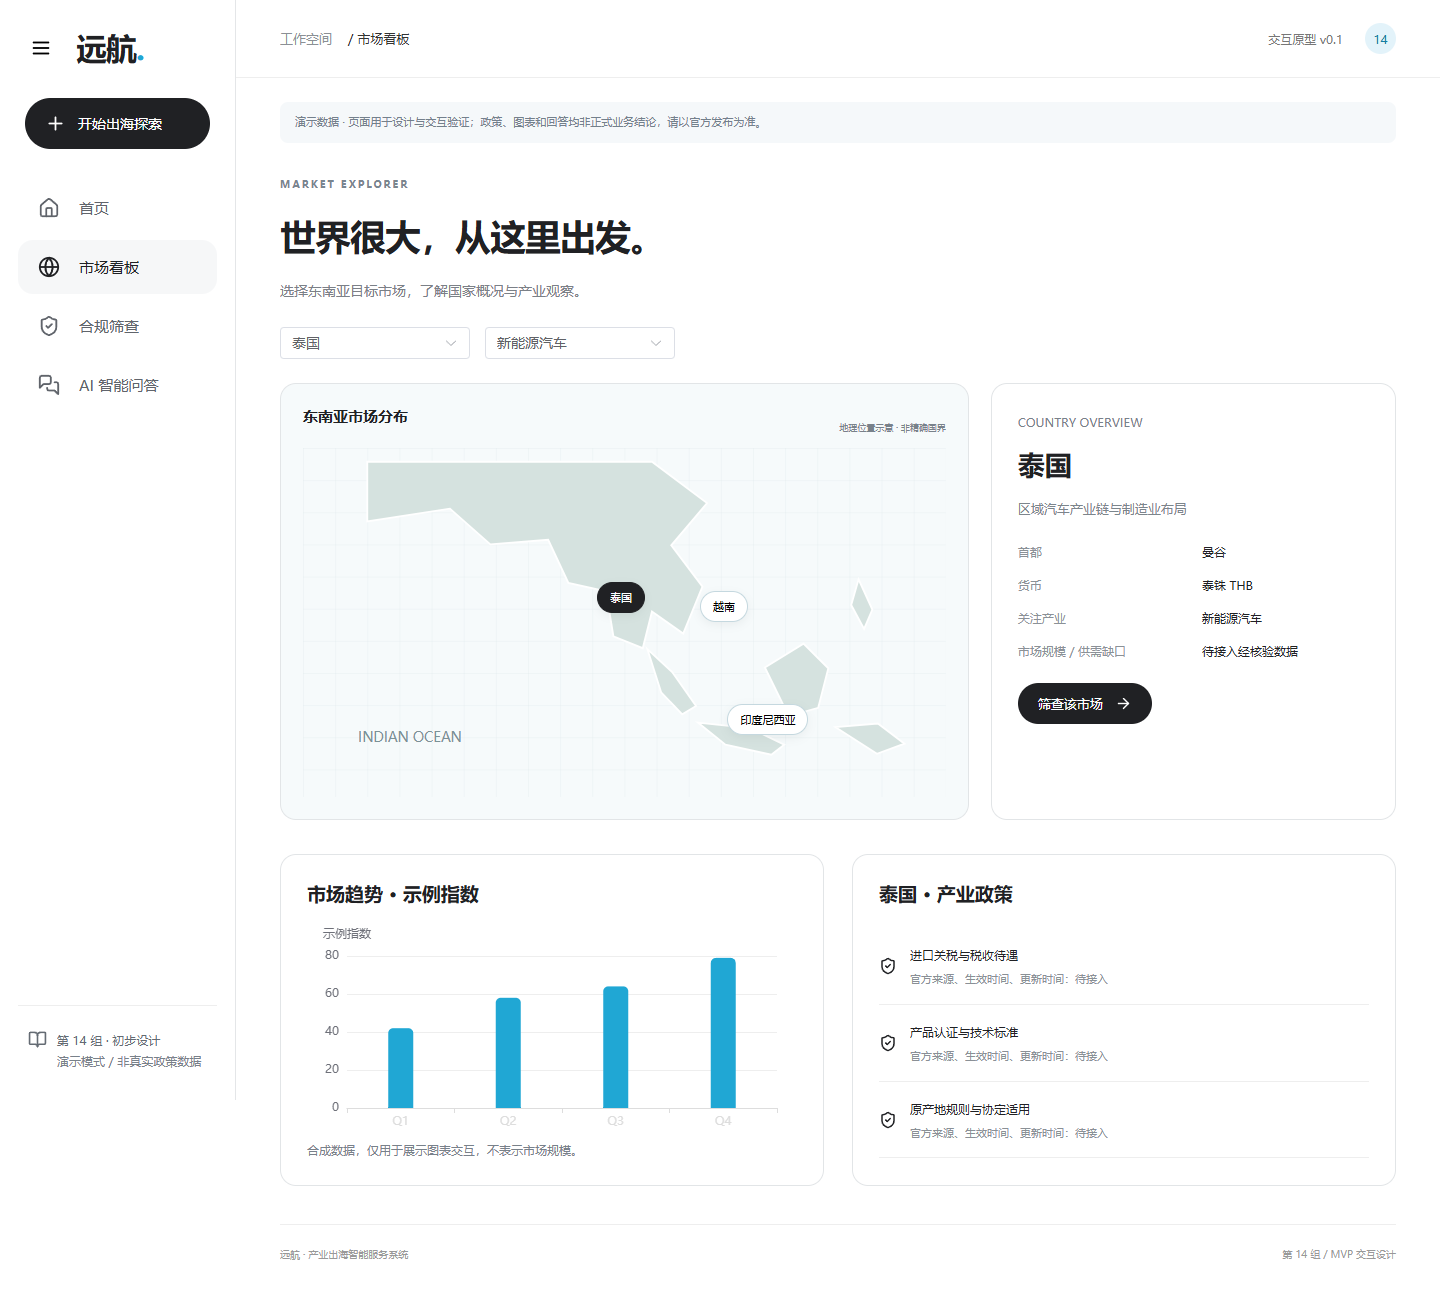 远航.
开始出海探索
首页
市场看板
合规筛查
AI 智能问答
第 14 组 · 初步设计
演示模式 / 非真实政策数据
工作空间 / 市场看板
交互原型 v0.1
14
演示数据 · 页面用于设计与交互验证；政策、图表和回答均非正式业务结论，请以官方发布为准。
MARKET EXPLORER
世界很大，从这里出发。
选择东南亚目标市场，了解国家概况与产业观察。
泰国
新能源汽车
东南亚市场分布
地理位置示意 · 非精确国界
泰国
越南
印度尼西亚
INDIAN OCEAN
COUNTRY OVERVIEW
泰国
区域汽车产业链与制造业布局
首都 曼谷
货币 泰铢 THB
关注产业 新能源汽车
市场规模 / 供需缺口 待接入经核验数据
筛查该市场
市场趋势 · 示例指数
示例指数
80
60
40
20
0
Q1 Q2 Q3 Q4
合成数据，仅用于展示图表交互，不表示市场规模。
泰国 · 产业政策
进口关税与税收待遇
官方来源、生效时间、更新时间：待接入
产品认证与技术标准
官方来源、生效时间、更新时间：待接入
原产地规则与协定适用
官方来源、生效时间、更新时间：待接入
远航 · 产业出海智能服务系统
第 14 组 / MVP 交互设计